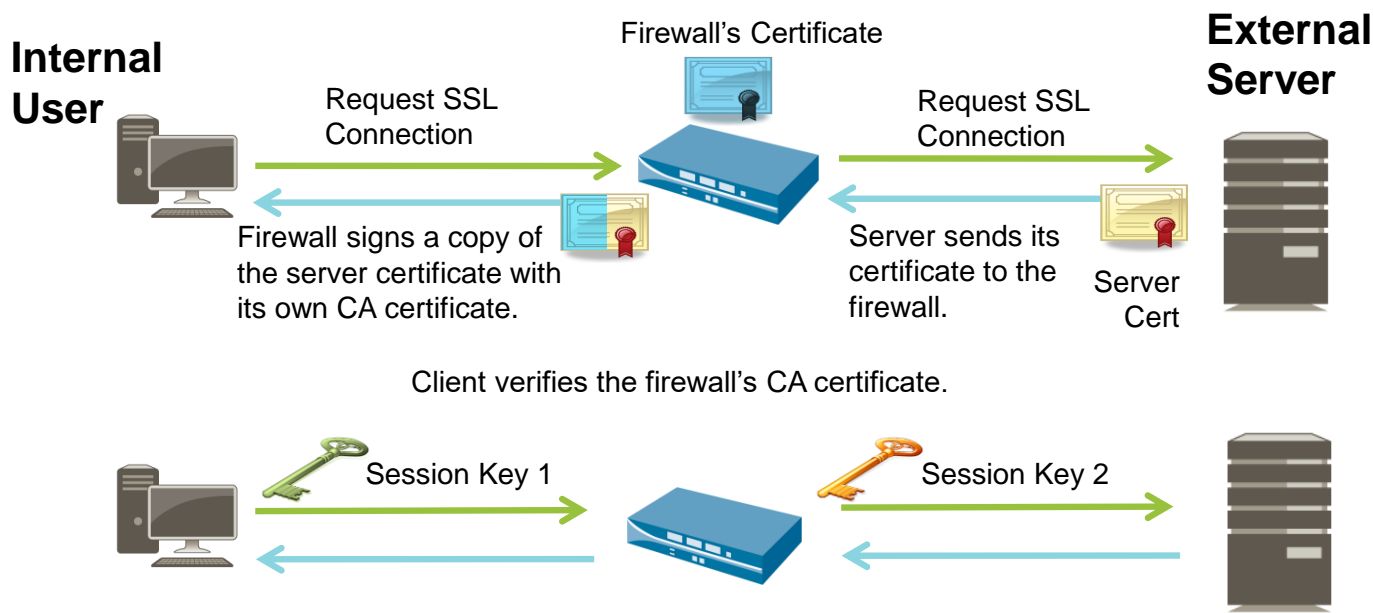 Firewall's Certificate
Internal
User
External
Server
Request SSL
Connection
Request SSL
Connection
Firewall signs a copy of
the server certificate with
its own CA certificate.
Server sends its
certificate to the
firewall.
Server
Cert
Client verifies the firewall's CA certificate.
Session Key 1
Session Key 2